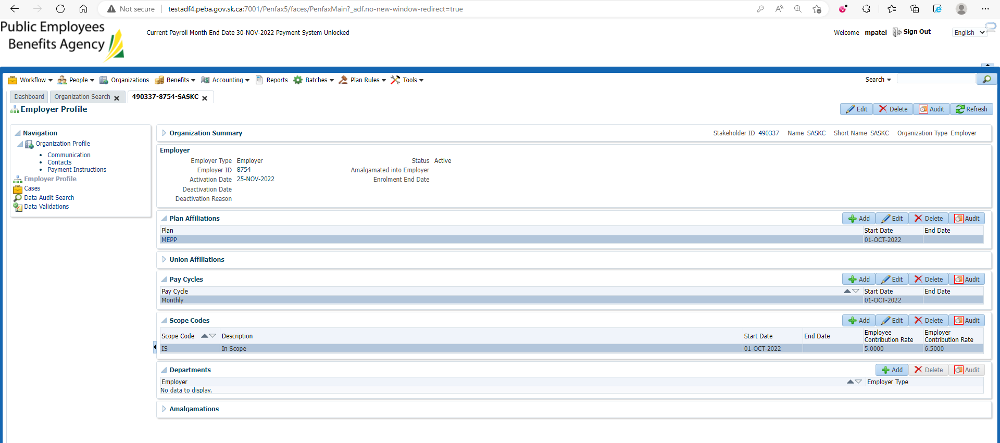 Not secure testadf4.peba.gov.sk.ca:7001/Penfax5/faces/PenfaxMain?_adf.no-new-window-redirect=true
Public Employees
Benefits Agency
Current Payroll Month End Date 30-NOV-2022 Payment System Unlocked
Welcome mpatel Sign Out English
Workflow People Organizations Benefits Accounting Reports Batches Plan Rules Tools Search
Dashboard Organization Search 490337-8754-SASKC
Employer Profile Edit Delete Audit Refresh
Navigation
Organization Profile
Communication
Contacts
Payment Instructions
Employer Profile
Cases
Data Audit Search
Data Validations
Organization Summary Stakeholder ID 490337 Name SASKC Short Name SASKC Organization Type Employer
Employer
Employer Type Employer Status Active
Employer ID 8754 Amalgamated into Employer
Activation Date 25-NOV-2022 Enrolment End Date
Deactivation Date
Deactivation Reason
Plan Affiliations Add Edit Delete Audit
Plan Start Date End Date
MEPP 01-OCT-2022
Union Affiliations
Pay Cycles Add Edit Delete Audit
Pay Cycle Start Date End Date
Monthly 01-OCT-2022
Scope Codes Add Edit Delete Audit
Scope Code Description Start Date End Date Employee Contribution Rate Employer Contribution Rate
IS In Scope 01-OCT-2022 5.0000 6.5000
Departments Add Delete Audit
Employer Employer Type
No data to display.
Amalgamations